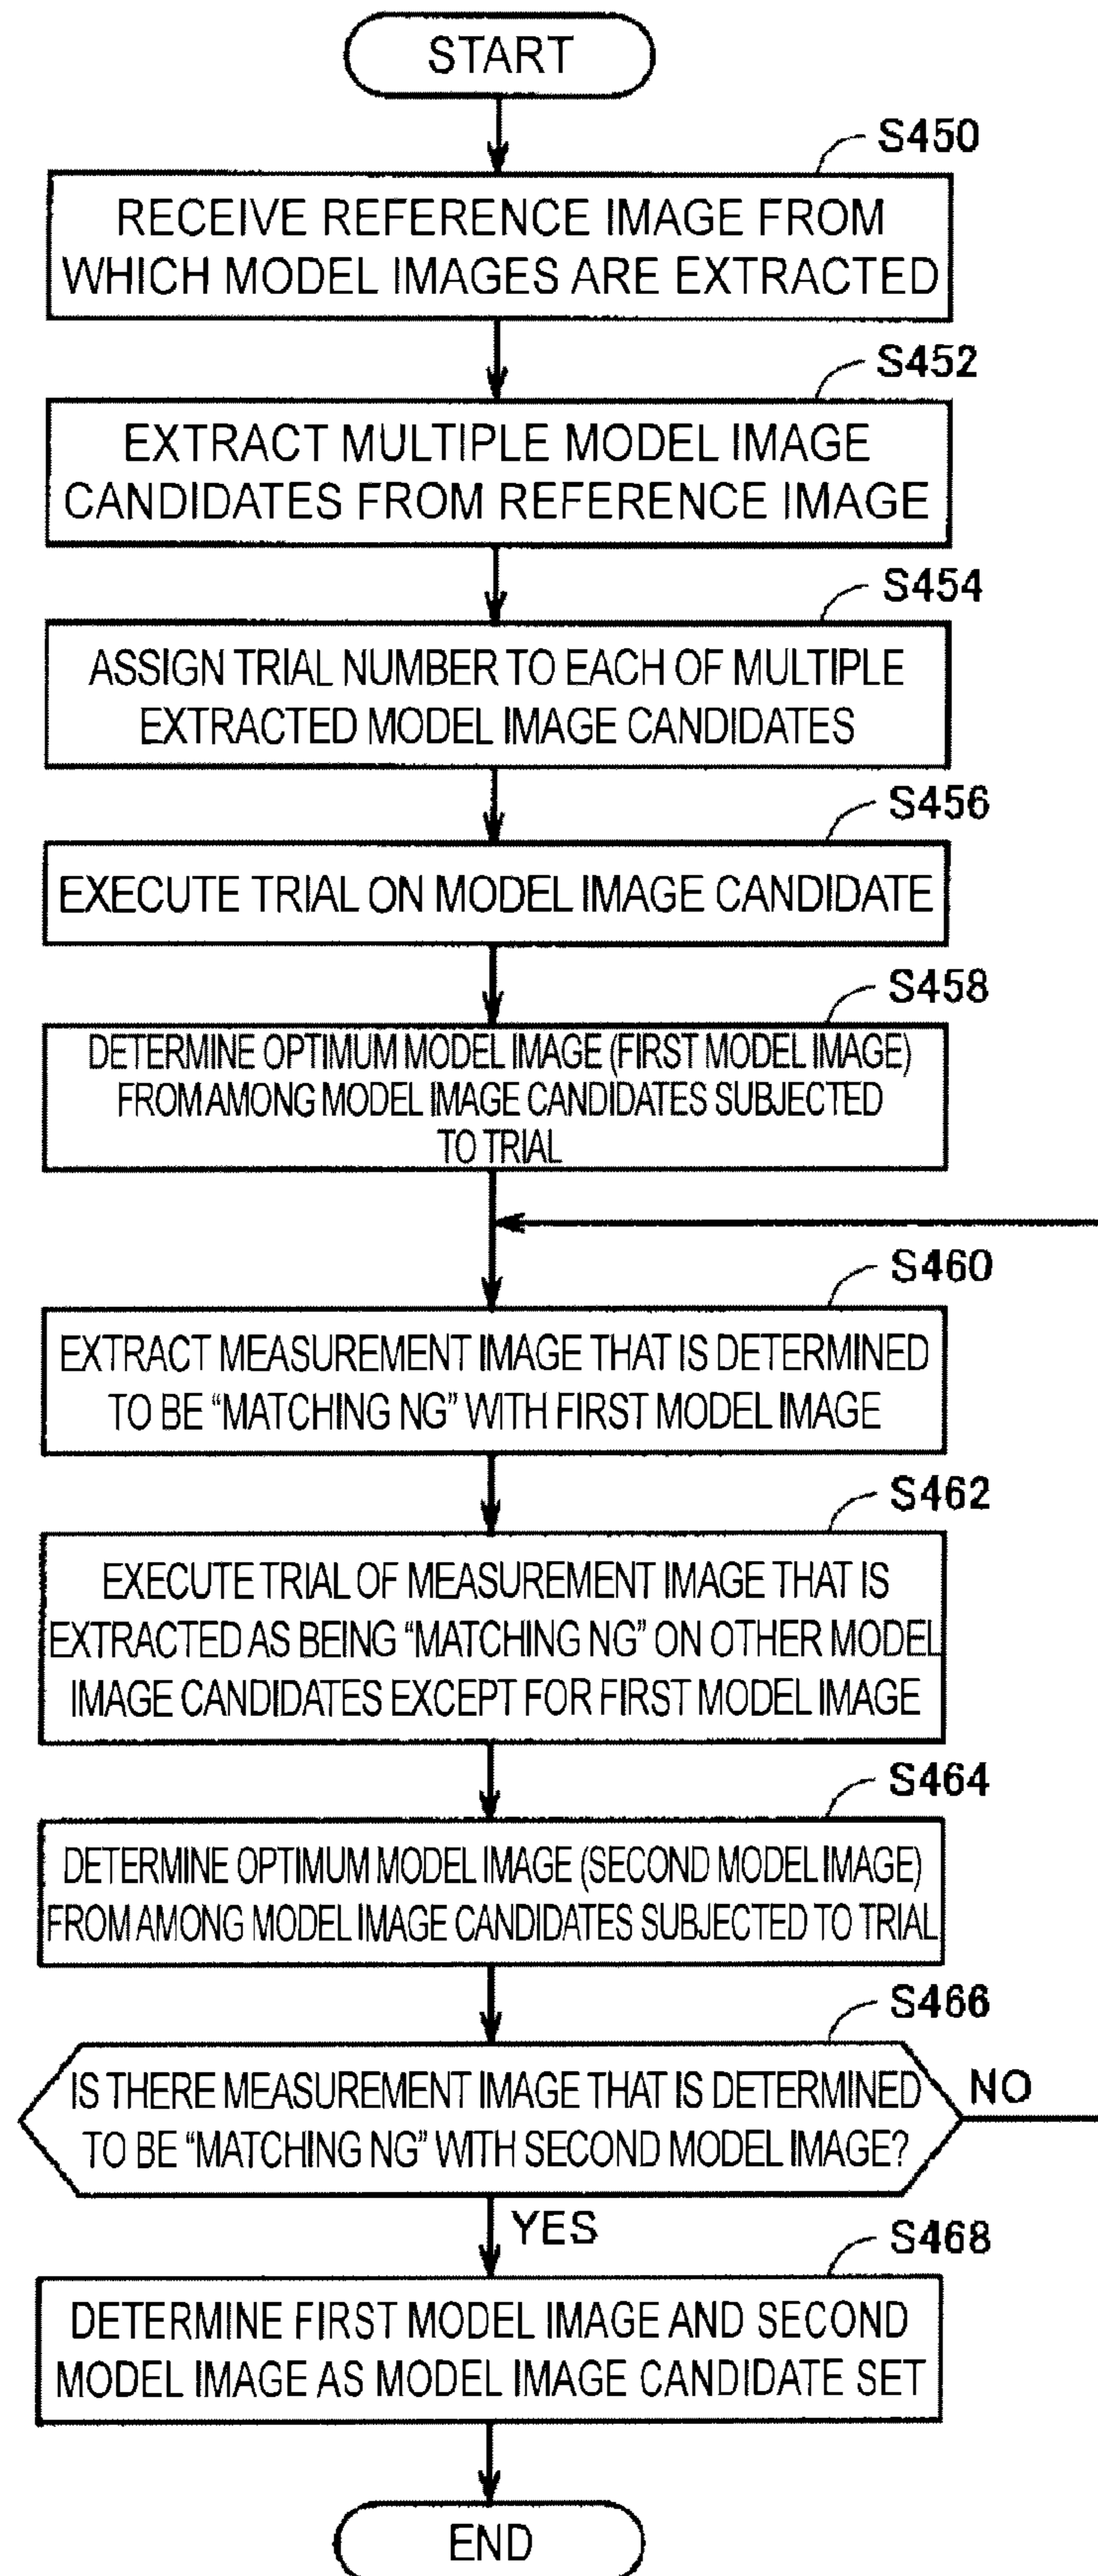 START
S450
RECEIVE REFERENCE IMAGE FROM
WHICH MODEL IMAGES ARE EXTRACTED
S452
EXTRACT MULTIPLE MODEL IMAGE
CANDIDATES FROM REFERENCE IMAGE
S454
ASSIGN TRIAL NUMBER TO EACH OF MULTIPLE
EXTRACTED MODEL IMAGE CANDIDATES
S456
EXECUTE TRIAL ON MODEL IMAGE CANDIDATE
S458
DETERMINE OPTIMUM MODEL IMAGE (FIRST MODEL IMAGE)
FROM AMONG MODEL IMAGE CANDIDATES SUBJECTED
TO TRIAL
S460
EXTRACT MEASUREMENT IMAGE THAT IS DETERMINED
TO BE “MATCHING NG” WITH FIRST MODEL IMAGE
S462
EXECUTE TRIAL OF MEASUREMENT IMAGE THAT IS
EXTRACTED AS BEING “MATCHING NG” ON OTHER MODEL
IMAGE CANDIDATES EXCEPT FOR FIRST MODEL IMAGE
S464
DETERMINE OPTIMUM MODEL IMAGE (SECOND MODEL IMAGE)
FROM AMONG MODEL IMAGE CANDIDATES SUBJECTED TO TRIAL
S466
IS THERE MEASUREMENT IMAGE THAT IS DETERMINED
TO BE “MATCHING NG” WITH SECOND MODEL IMAGE?
NO
YES
S468
DETERMINE FIRST MODEL IMAGE AND SECOND
MODEL IMAGE AS MODEL IMAGE CANDIDATE SET
END